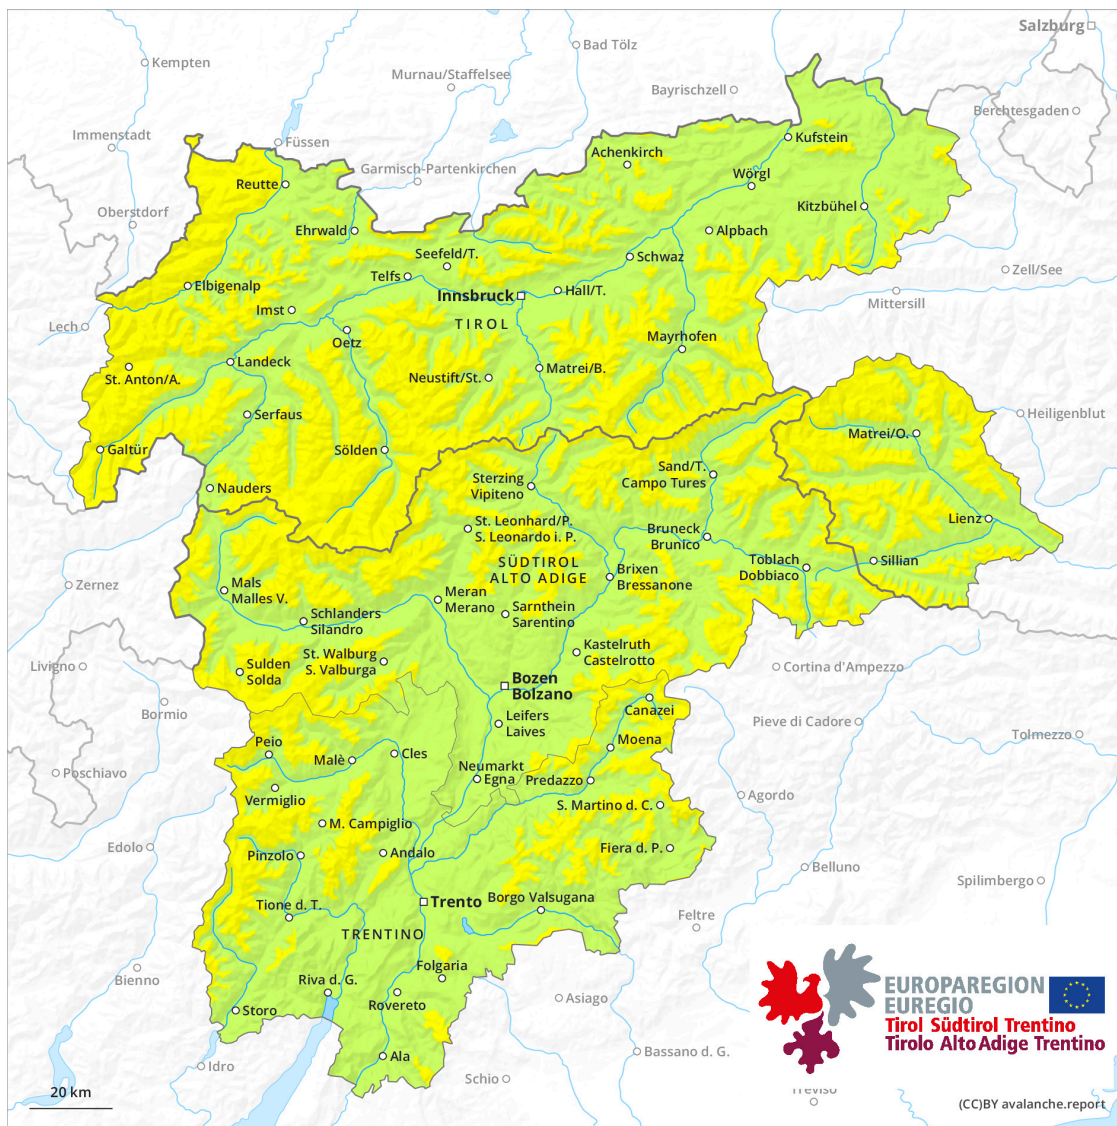 Salzburg
Bad Tölz
Kempten
Murnau/Staffelsee
Bayrischzell
Berchtesgaden
Immenstadt
Füssen
Kufstein
Achenkirch
Garmisch-Partenkirchen
Wörgl
Reutte
Oberstdorf
Kitzbühel
Ehrwald
Alpbach
Seefeld/T.
Schwaz
Zell/See
Telfs
Elbigenalp
Hall/T.
Innsbruck
Mittersill
Imst
TIROL
Lech
Oetz
Mayrhofen
Landeck
Matrei/B.
St. Anton/A.
Neustift/St.
Serfaus
Heiligenblut
Matrei/O.
Galtür
Sölden
Sand/T.
Campo Tures
Sterzing
Vipiteno
Nauders
Lienz
St. Leonhard/P.
S. Leonardo i. P.
Bruneck
Brunico
SÜDTIROL
ALTO ADIGE
Toblach
Dobbiaco
Sillian
Brixen
Bressanone
Zernez
Mals
Malles V.
Meran
Merano
Sarnthein
Sarentino
Schlanders
Silandro
Kastelruth
Castelrotto
St. Walburg
S. Valburga
Livigno
Sulden
Solda
Cortina d'Ampezzo
Bozen
Bolzano
Canazei
Bormio
Leifers
Laives
Pieve di Cadore
Tolmezzo
Moena
Peio
Cles
Malè
Poschiavo
Neumarkt
Egna
Predazzo
Vermiglio
Agordo
S. Martino d. C.
M. Campiglio
Edolo
Fiera d. P.
Pinzolo
Andalo
Belluno
Spilimbergo
Borgo Valsugana
Trento
Tione d. T.
Feltre
TRENTINO
Folgaria
Bienno
Riva d. G.
EUROPAREGION
EUREGIO
Asiago
Rovereto
Storo
Tirol Südtirol Trentino
Tirolo Alto Adige Trentino
Ala
Bassano d. G.
Idro
Schio
Treviso
20 km
(CC)BY avalanche.report